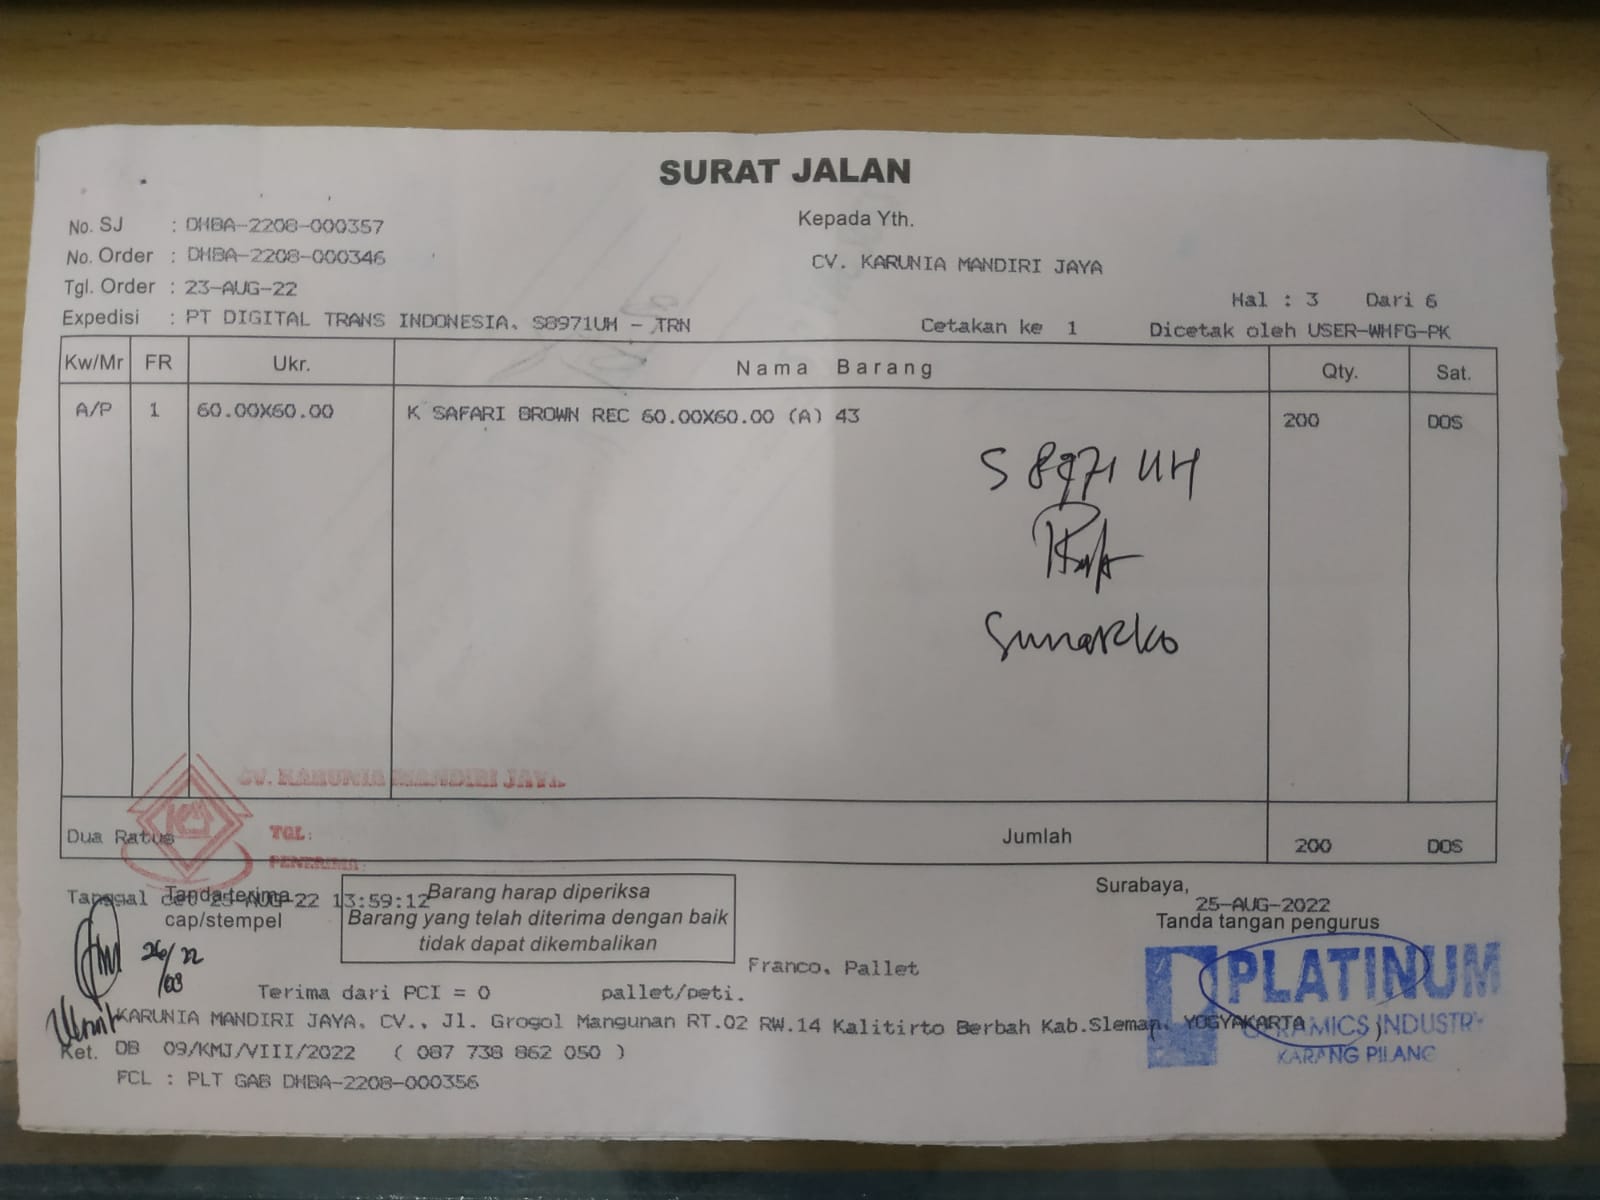 SURAT JALAN
No. SJ : DHBA-2208-000357
Kepada Yth.
No. Order : DHBA-2208-000346
CV. KARUNIA MANDIRI JAYA
Tgl. Order : 23-AUG-22
Hal : 3 Dari 6
Expedisi : PT DIGITAL TRANS INDONESIA. S8971UH - TRN
Cetakan ke 1 Dicetak oleh USER-WHFG-PK
Kw/Mr FR Ukr. Nama Barang Qty. Sat.
A/P 1 60.00X60.00 K SAFARI BROWN REC 60.00X60.00 (A) 43 200 DOS
S 8971 UH
Sunarko
CV. KARUNIA MANDIRI JAYA
TGL:
PENERIMA:
Dua Ratus Jumlah 200 DOS
Tanggal cet 25-AUG-22 13:59:12
Tanda terima
cap/stempel
Barang harap diperiksa
Barang yang telah diterima dengan baik
tidak dapat dikembalikan
Surabaya,
25-AUG-2022
Tanda tangan pengurus
26/08 22
Franco. Pallet
PLATINUM
CERAMICS INDUSTRY
KARANG PILANG
Terima dari PCI = 0 pallet/peti.
KARUNIA MANDIRI JAYA. CV., Jl. Grogol Mangunan RT.02 RW.14 Kalitirto Berbah Kab.Sleman. YOGYAKARTA
Ket. DB 09/KMJ/VIII/2022 ( 087 738 862 050 )
FCL : PLT GAB DHBA-2208-000356